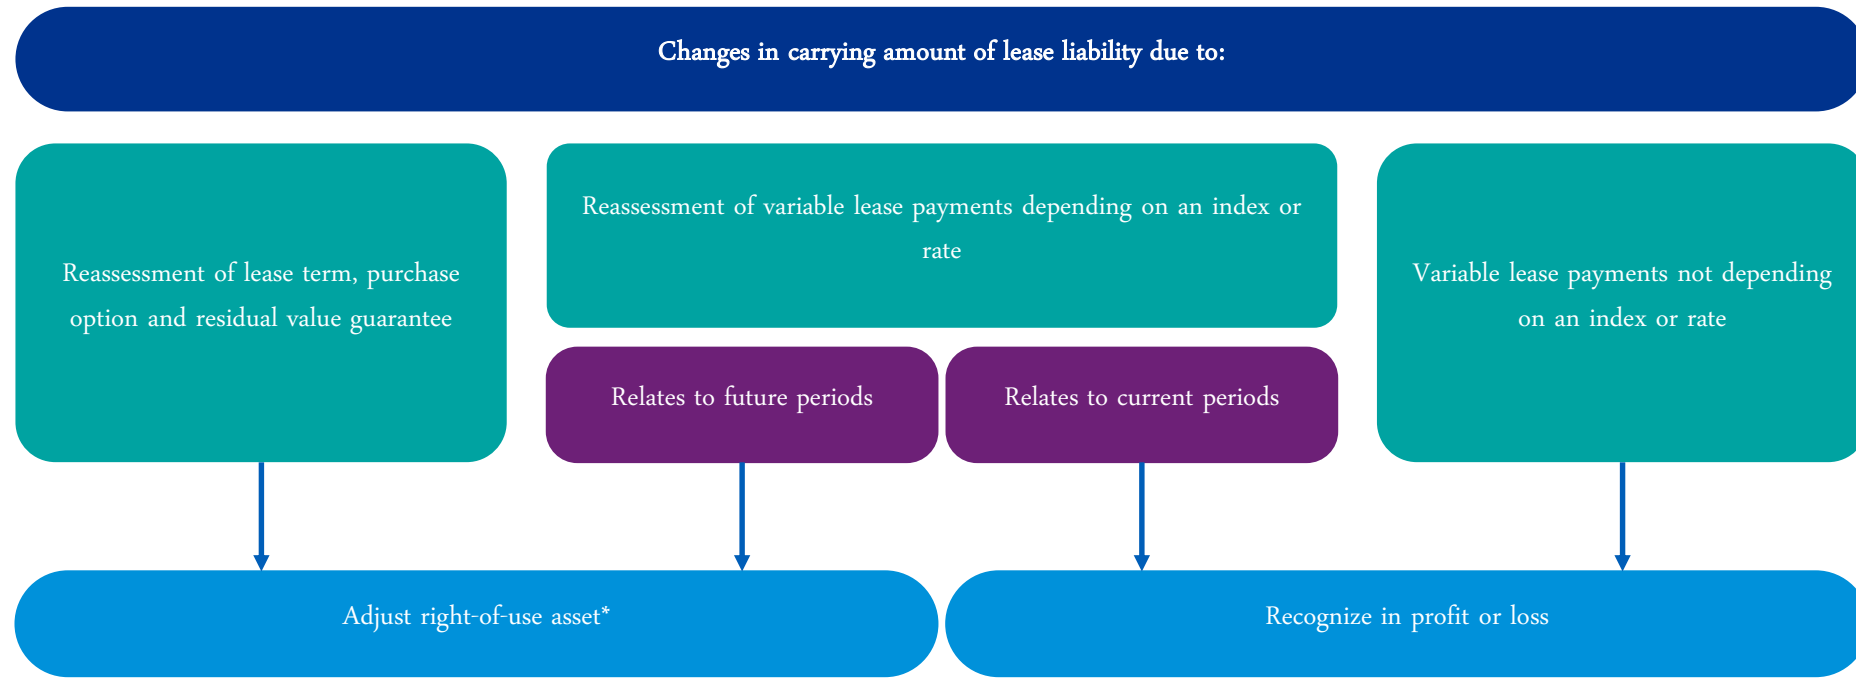 Changes in carrying amount of lease liability due to:
Reassessment of lease term, purchase
option and residual value guarantee
Reassessment of variable lease payments depending on an index or
rate
Relates to future periods
Relates to current periods
Variable lease payments not depending
on an index or rate
Adjust right-of-use asset*
Recognize in profit or loss